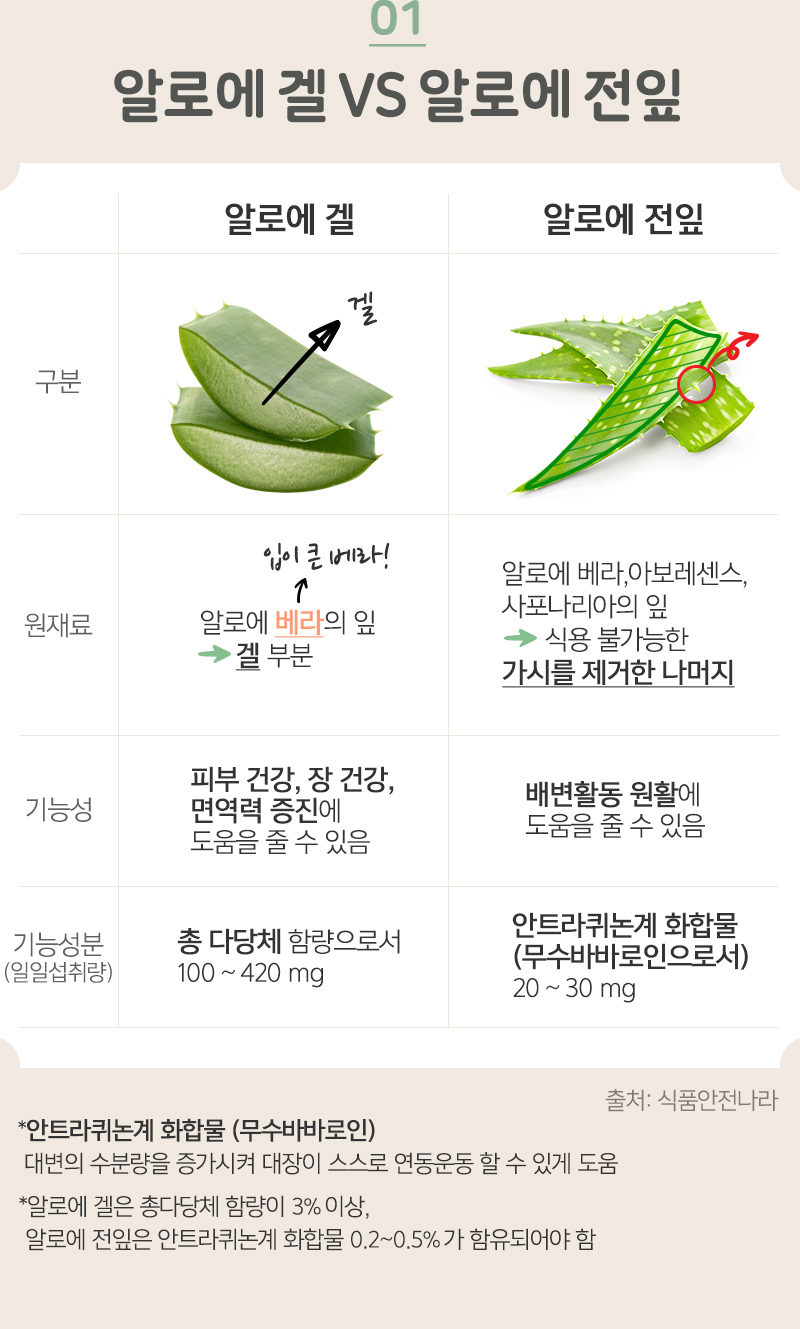 01
알로에 겔 VS 알로에 전잎
알로에 겔
알로에 전잎
구분
겔
원재료
입이 큰 베라!
알로에 베라의 잎
겔 부분
알로에 베라,아보레센스,
사포나리아의 잎
식용 불가능한
가시를 제거한 나머지
기능성
피부 건강, 장 건강,
면역력 증진에
도움을 줄 수 있음
배변활동 원활에
도움을 줄 수 있음
기능성분
(일일섭취량)
총 다당체 함량으로서
100 ~ 420 mg
안트라퀴논계 화합물
(무수바바로인으로서)
20 ~ 30 mg
출처: 식품안전나라
*안트라퀴논계 화합물 (무수바바로인)
대변의 수분량을 증가시켜 대장이 스스로 연동운동 할 수 있게 도움
*알로에 겔은 총다당체 함량이 3% 이상,
알로에 전잎은 안트라퀴논계 화합물 0.2~0.5% 가 함유되어야 함